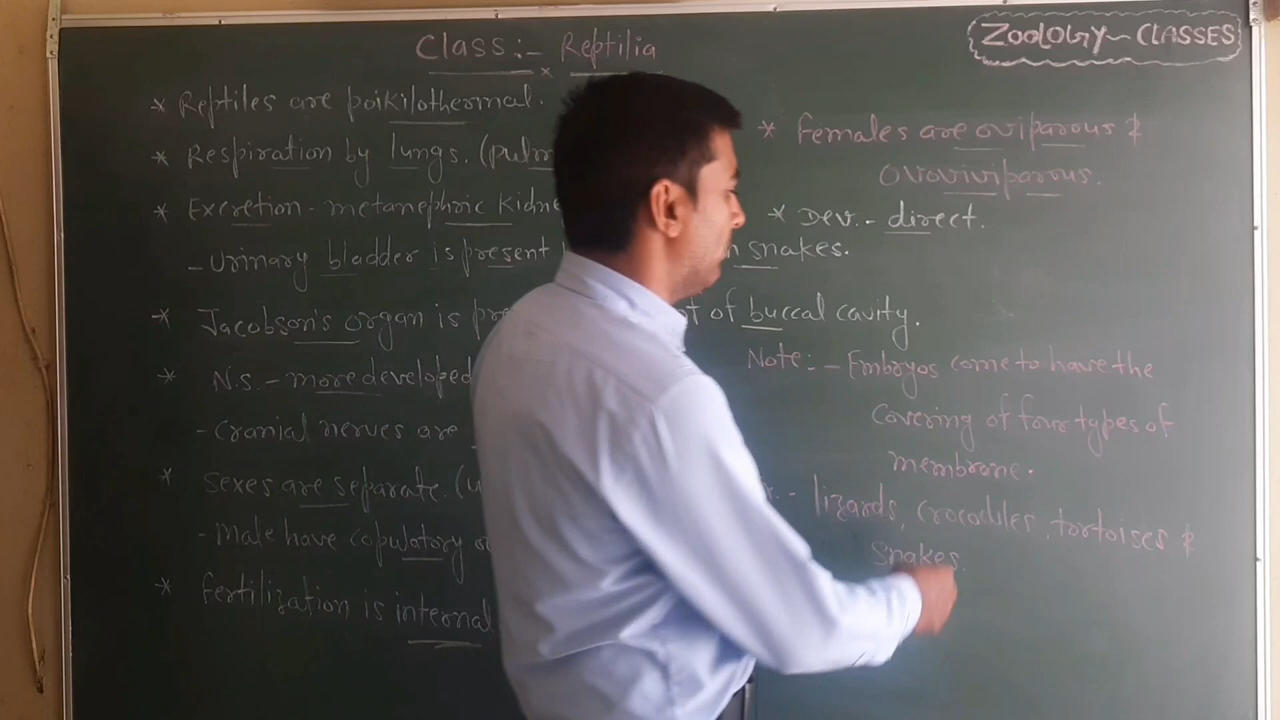 Class:- Reptilia
ZOOLOGY CLASSES
* Reptiles are poikilothermal.
* Respiration by lungs. (pulm
* Excretion - metanephric Kidne
- Urinary bladder is present
snakes.
* Jacobson's organ is pre
of buccal cavity.
* N.S. - more developed
- Cranial nerves are
* Sexes are separate. (u
- Male have copulatory o
* Fertilization is internal
* Females are oviparous &
Ovoviviparous.
* Dev. - direct.
Note:- Embryos come to have the
Covering of four types of
membrane.
- lizards, crocodiles, tortoises &
Snakes.